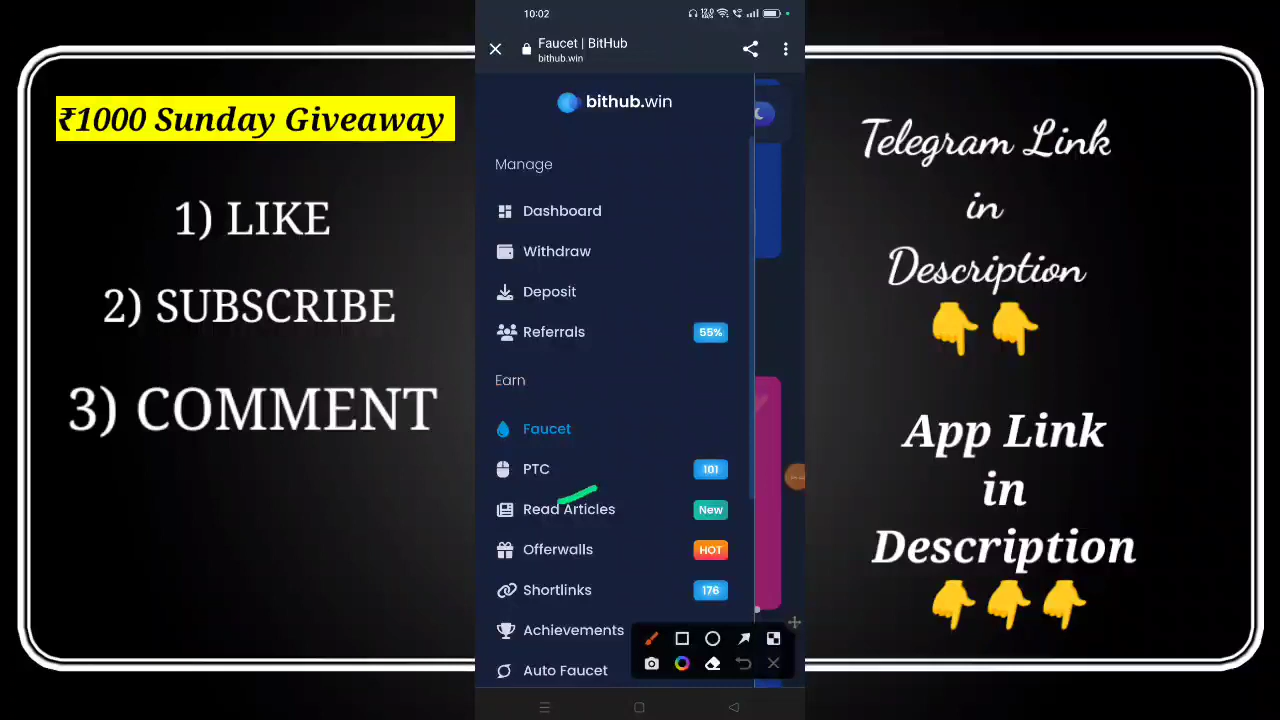 ₹1000 Sunday Giveaway
1) LIKE
2) SUBSCRIBE
3) COMMENT
10:02
Faucet | BitHub
bithub.win
bithub.win
Manage
Dashboard
Withdraw
Deposit
Referrals 55%
Earn
Faucet
PTC 101
Read Articles New
Offerwalls HOT
Shortlinks 176
Achievements
Auto Faucet
Telegram Link
in
Description
App Link
in
Description